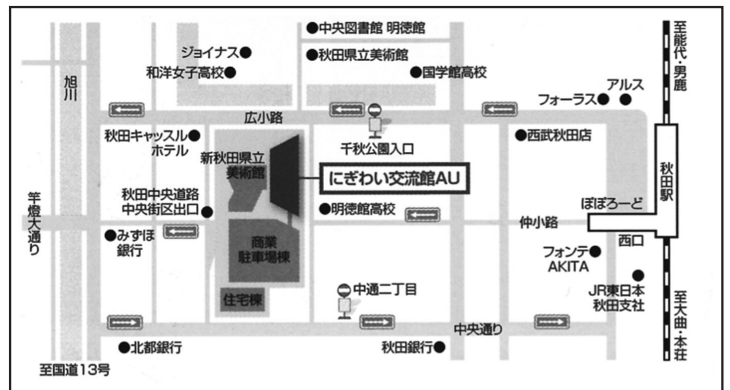 中央図書館 明徳館
ジョイナス
秋田県立美術館
和洋女子高校
国学館高校
至能代・男鹿
アルス
フォーラス
旭川
広小路
千秋公園入口
秋田キャッスル
ホテル
西武秋田店
新秋田県立
美術館
にぎわい交流館AU
秋田駅
秋田中央道路
中央街区出口
明徳館高校
ぽぽろーど
仲小路
西口
竿燈大通り
みずほ
銀行
商業
駐車場棟
フォンテ
AKITA
JR東日本
秋田支社
住宅棟
中通二丁目
至大曲・本荘
中央通り
北都銀行
秋田銀行
至国道13号